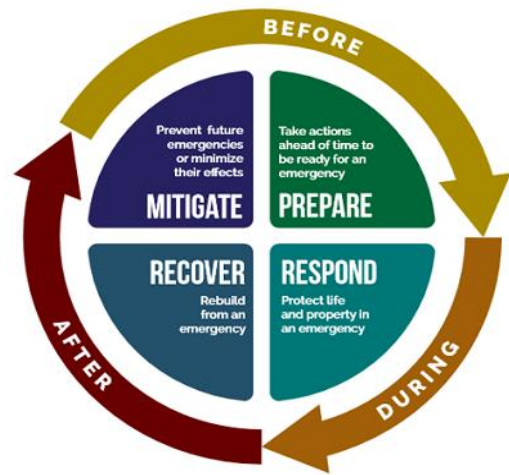 BEFORE
Prevent future
emergencies
or minimize
their effects
MITIGATE
Take actions
ahead of time to
be ready for an
emergency
PREPARE
RECOVER
Rebuild
from an
emergency
RESPOND
Protect life
and property in
an emergency
AFTER
DURING